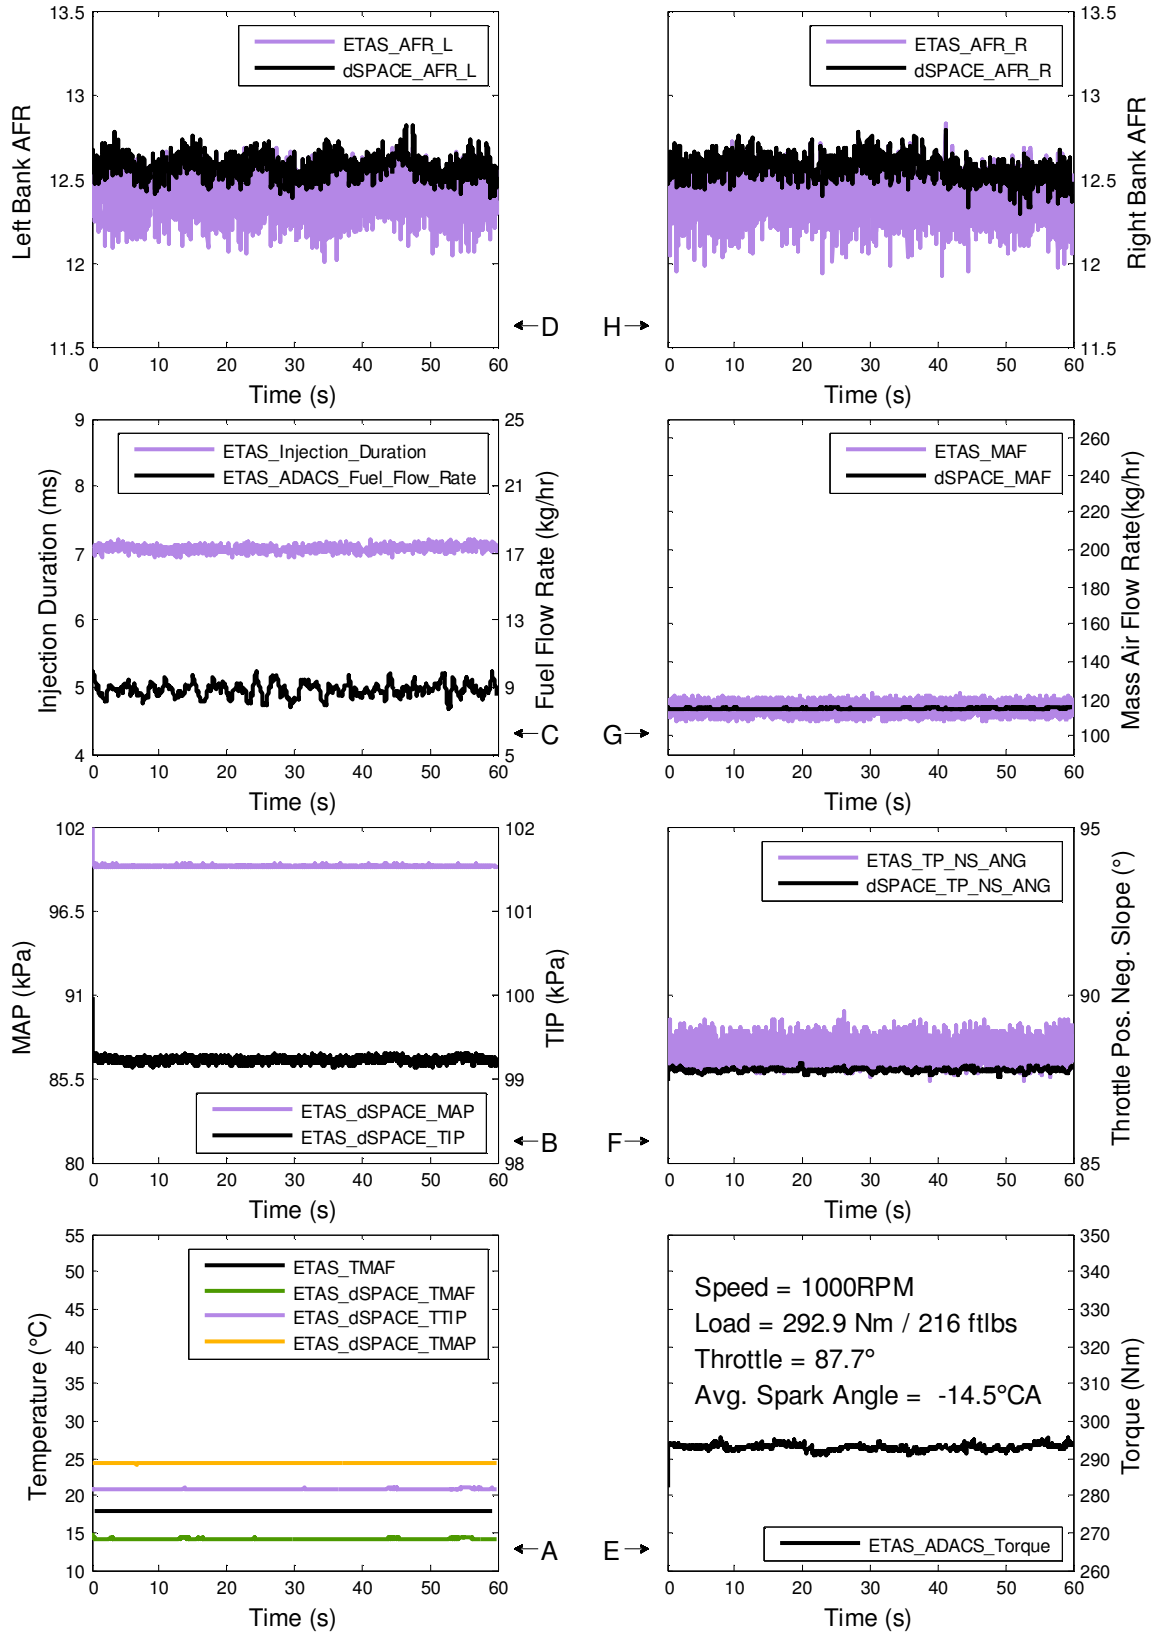 13.5
13
12.5
12
11.5
Left Bank AFR
ETAS_AFR_L
dSPACE_AFR_L
0 10 20 30 40 50 60
Time (s)
D
13.5
13
12.5
12
11.5
Right Bank AFR
ETAS_AFR_R
dSPACE_AFR_R
0 10 20 30 40 50 60
Time (s)
H
9
8
7
6
5
4
Injection Duration (ms)
ETAS_Injection_Duration
ETAS_ADACS_Fuel_Flow_Rate
25
21
17
13
9
5
Fuel Flow Rate (kg/hr)
0 10 20 30 40 50 60
Time (s)
C
ETAS_MAF
dSPACE_MAF
260
240
220
200
180
160
140
120
100
Mass Air Flow Rate(kg/hr)
0 10 20 30 40 50 60
Time (s)
G
102
96.5
91
85.5
80
MAP (kPa)
ETAS_dSPACE_MAP
ETAS_dSPACE_TIP
102
101
100
99
98
TIP (kPa)
0 10 20 30 40 50 60
Time (s)
B
ETAS_TP_NS_ANG
dSPACE_TP_NS_ANG
95
90
85
Throttle Pos. Neg. Slope (°)
0 10 20 30 40 50 60
Time (s)
F
55
50
45
40
35
30
25
20
15
10
Temperature (°C)
ETAS_TMAF
ETAS_dSPACE_TMAF
ETAS_dSPACE_TTIP
ETAS_dSPACE_TMAP
0 10 20 30 40 50 60
Time (s)
A
Speed = 1000RPM
Load = 292.9 Nm / 216 ftlbs
Throttle = 87.7°
Avg. Spark Angle = -14.5°CA
ETAS_ADACS_Torque
350
340
330
320
310
300
290
280
270
260
Torque (Nm)
0 10 20 30 40 50 60
Time (s)
E